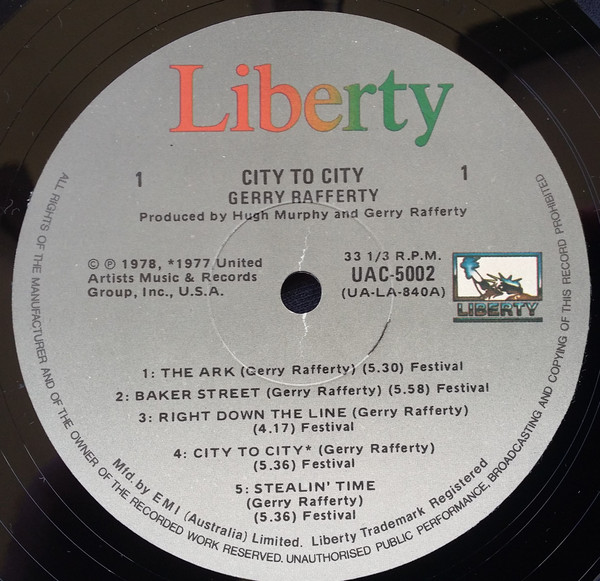 Liberty
1 CITY TO CITY 1
GERRY RAFFERTY
Produced by Hugh Murphy and Gerry Rafferty
© ℗ 1978, *1977 United
Artists Music & Records
Group, Inc., U.S.A.
33 1/3 R.P.M.
UAC-5002
(UA-LA-840A)
LIBERTY
1: THE ARK (Gerry Rafferty) (5.30) Festival
2: BAKER STREET (Gerry Rafferty) (5.58) Festival
3: RIGHT DOWN THE LINE (Gerry Rafferty)
(4.17) Festival
4: CITY TO CITY* (Gerry Rafferty)
(5.36) Festival
5: STEALIN' TIME
(Gerry Rafferty)
(5.36) Festival
Mfd. by EMI (Australia) Limited. Liberty Trademark Registered
ALL RIGHTS OF THE MANUFACTURER AND OF THE OWNER OF THE RECORDED WORK RESERVED. UNAUTHORISED PUBLIC PERFORMANCE, BROADCASTING AND COPYING OF THIS RECORD PROHIBITED